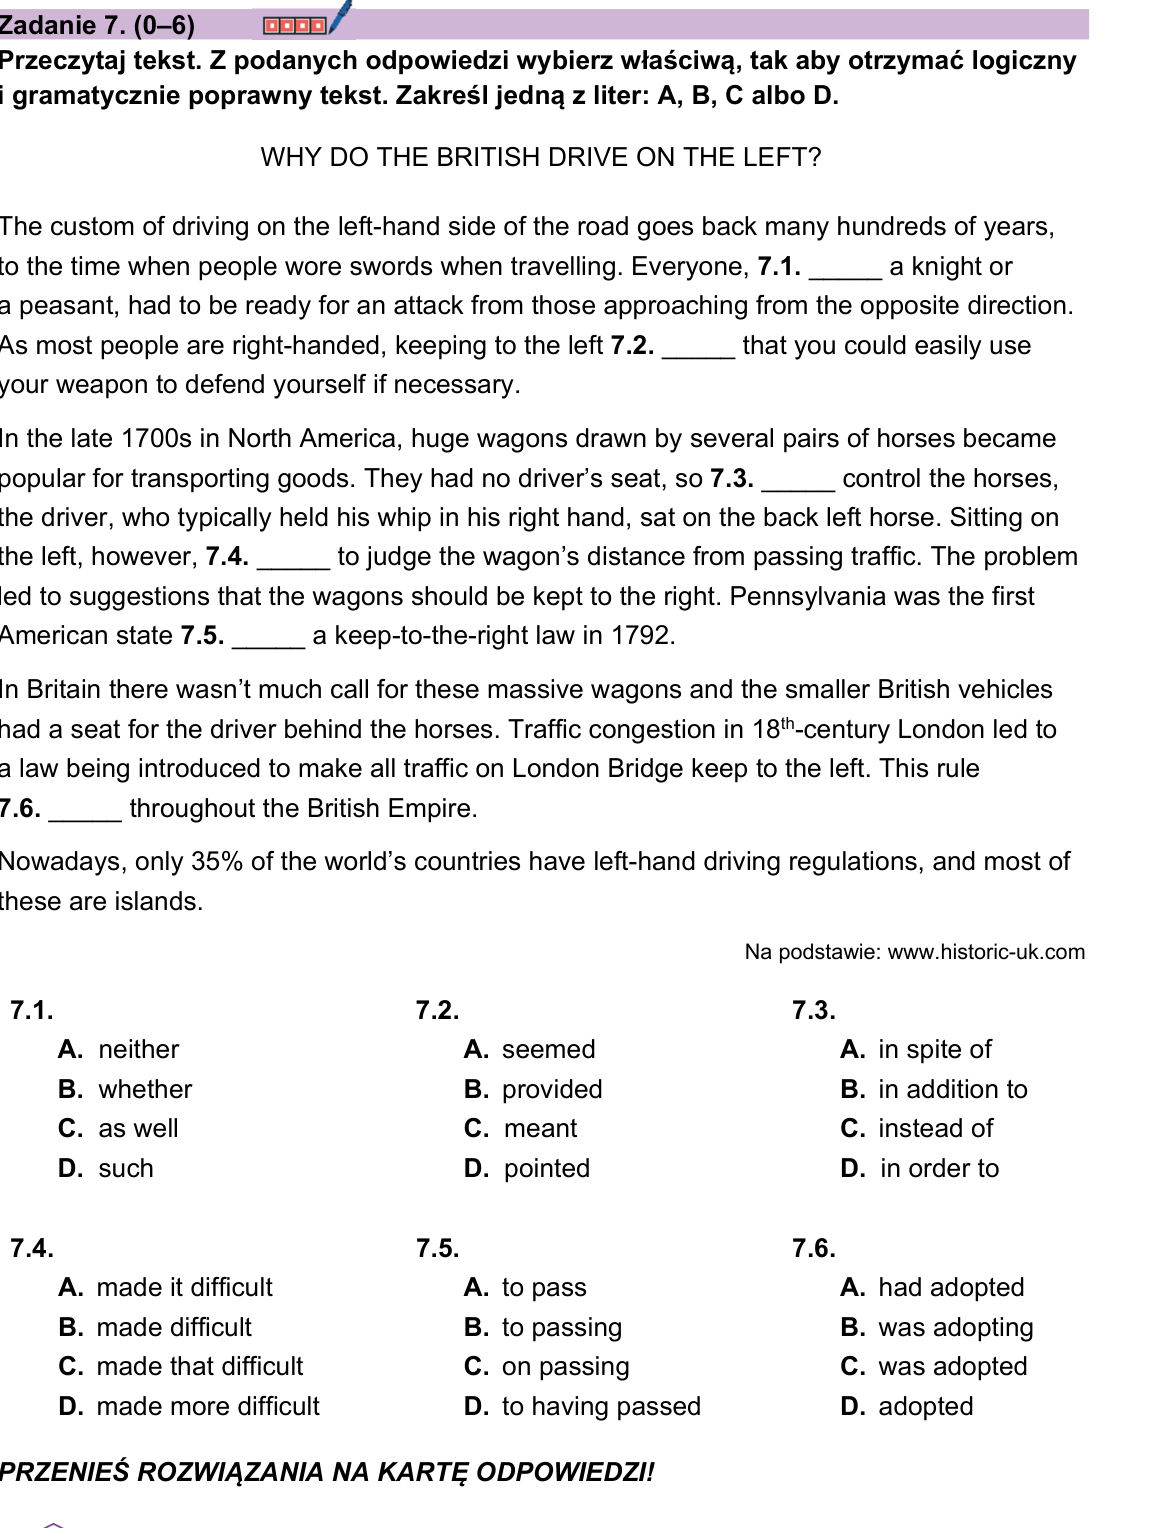 Zadanie 7. (0–6)
Przeczytaj tekst. Z podanych odpowiedzi wybierz właściwą, tak aby otrzymać logiczny
i gramatycznie poprawny tekst. Zakreśl jedną z liter: A, B, C albo D.
WHY DO THE BRITISH DRIVE ON THE LEFT?
The custom of driving on the left-hand side of the road goes back many hundreds of years,
to the time when people wore swords when travelling. Everyone, 7.1. _____ a knight or
a peasant, had to be ready for an attack from those approaching from the opposite direction.
As most people are right-handed, keeping to the left 7.2. _____ that you could easily use
your weapon to defend yourself if necessary.
In the late 1700s in North America, huge wagons drawn by several pairs of horses became
popular for transporting goods. They had no driver’s seat, so 7.3. _____ control the horses,
the driver, who typically held his whip in his right hand, sat on the back left horse. Sitting on
the left, however, 7.4. _____ to judge the wagon’s distance from passing traffic. The problem
led to suggestions that the wagons should be kept to the right. Pennsylvania was the first
American state 7.5. _____ a keep-to-the-right law in 1792.
In Britain there wasn’t much call for these massive wagons and the smaller British vehicles
had a seat for the driver behind the horses. Traffic congestion in 18th-century London led to
a law being introduced to make all traffic on London Bridge keep to the left. This rule
7.6. _____ throughout the British Empire.
Nowadays, only 35% of the world’s countries have left-hand driving regulations, and most of
these are islands.
Na podstawie: www.historic-uk.com
7.1.
A. neither
B. whether
C. as well
D. such
7.2.
A. seemed
B. provided
C. meant
D. pointed
7.3.
A. in spite of
B. in addition to
C. instead of
D. in order to
7.4.
A. made it difficult
B. made difficult
C. made that difficult
D. made more difficult
7.5.
A. to pass
B. to passing
C. on passing
D. to having passed
7.6.
A. had adopted
B. was adopting
C. was adopted
D. adopted
PRZENIEŚ ROZWIĄZANIA NA KARTĘ ODPOWIEDZI!